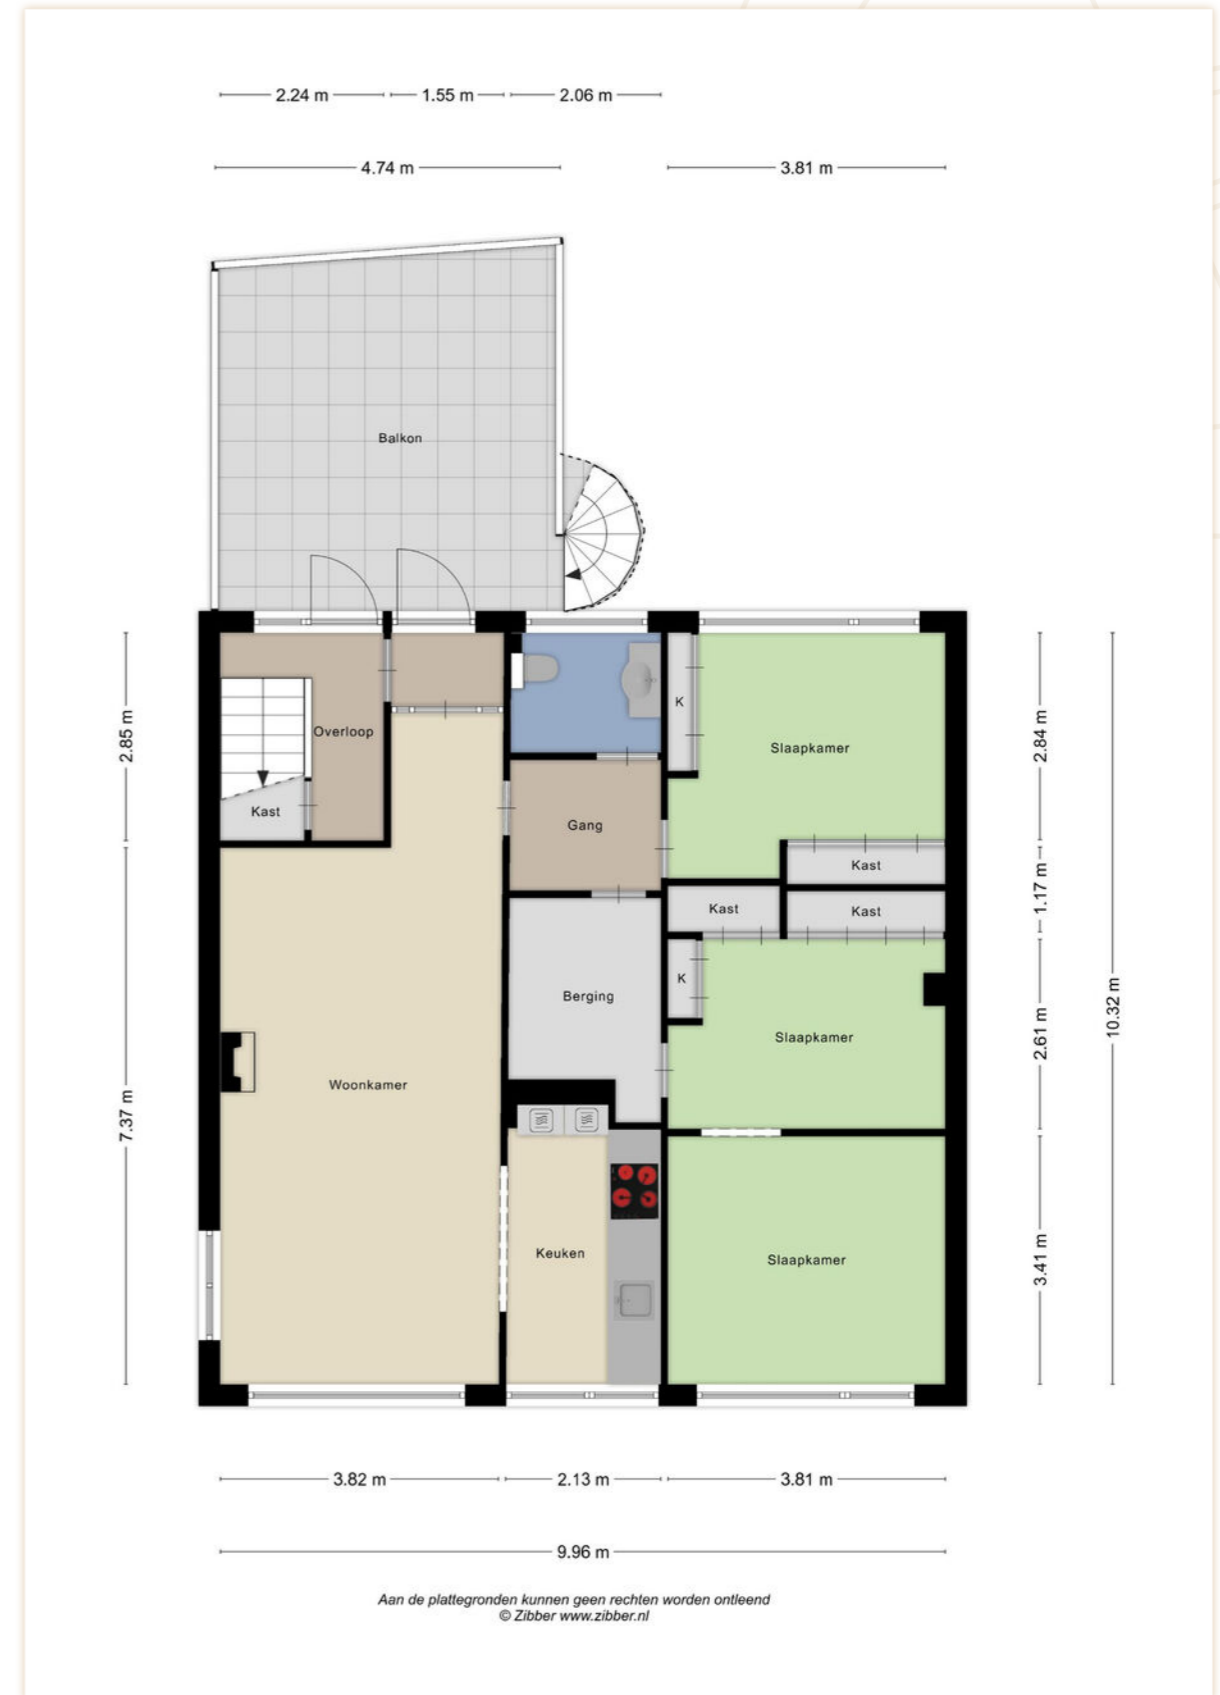 2.24 m
1.55 m
2.06 m
4.74 m
3.81 m
Balkon
Overloop
Kast
K
Slaapkamer
2.85 m
2.84 m
Gang
Kast
1.17 m
Kast
Kast
K
Berging
Slaapkamer
2.61 m
10.32 m
Woonkamer
7.37 m
Keuken
Slaapkamer
3.41 m
3.82 m
2.13 m
3.81 m
9.96 m
Aan de plattegronden kunnen geen rechten worden ontleend
© Zibber www.zibber.nl